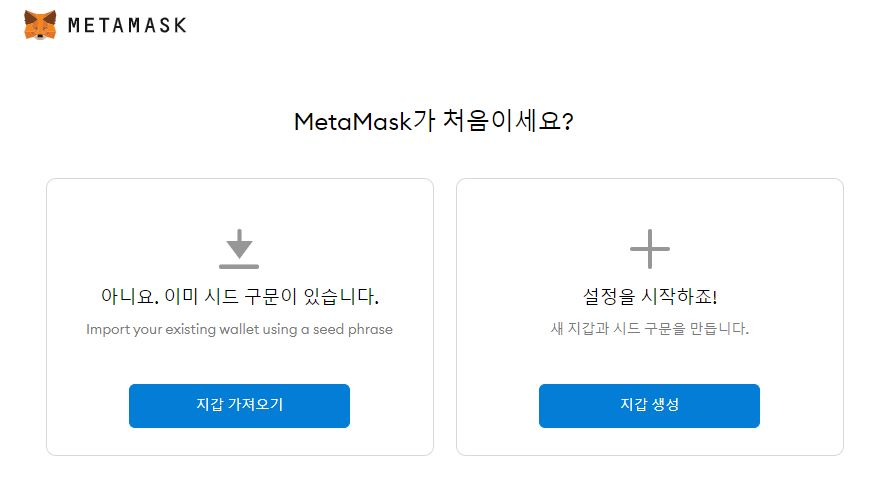 METAMASK
MetaMask가 처음이세요?
아니요. 이미 시드 구문이 있습니다.
Import your existing wallet using a seed phrase
지갑 가져오기
설정을 시작하죠!
새 지갑과 시드 구문을 만듭니다.
지갑 생성